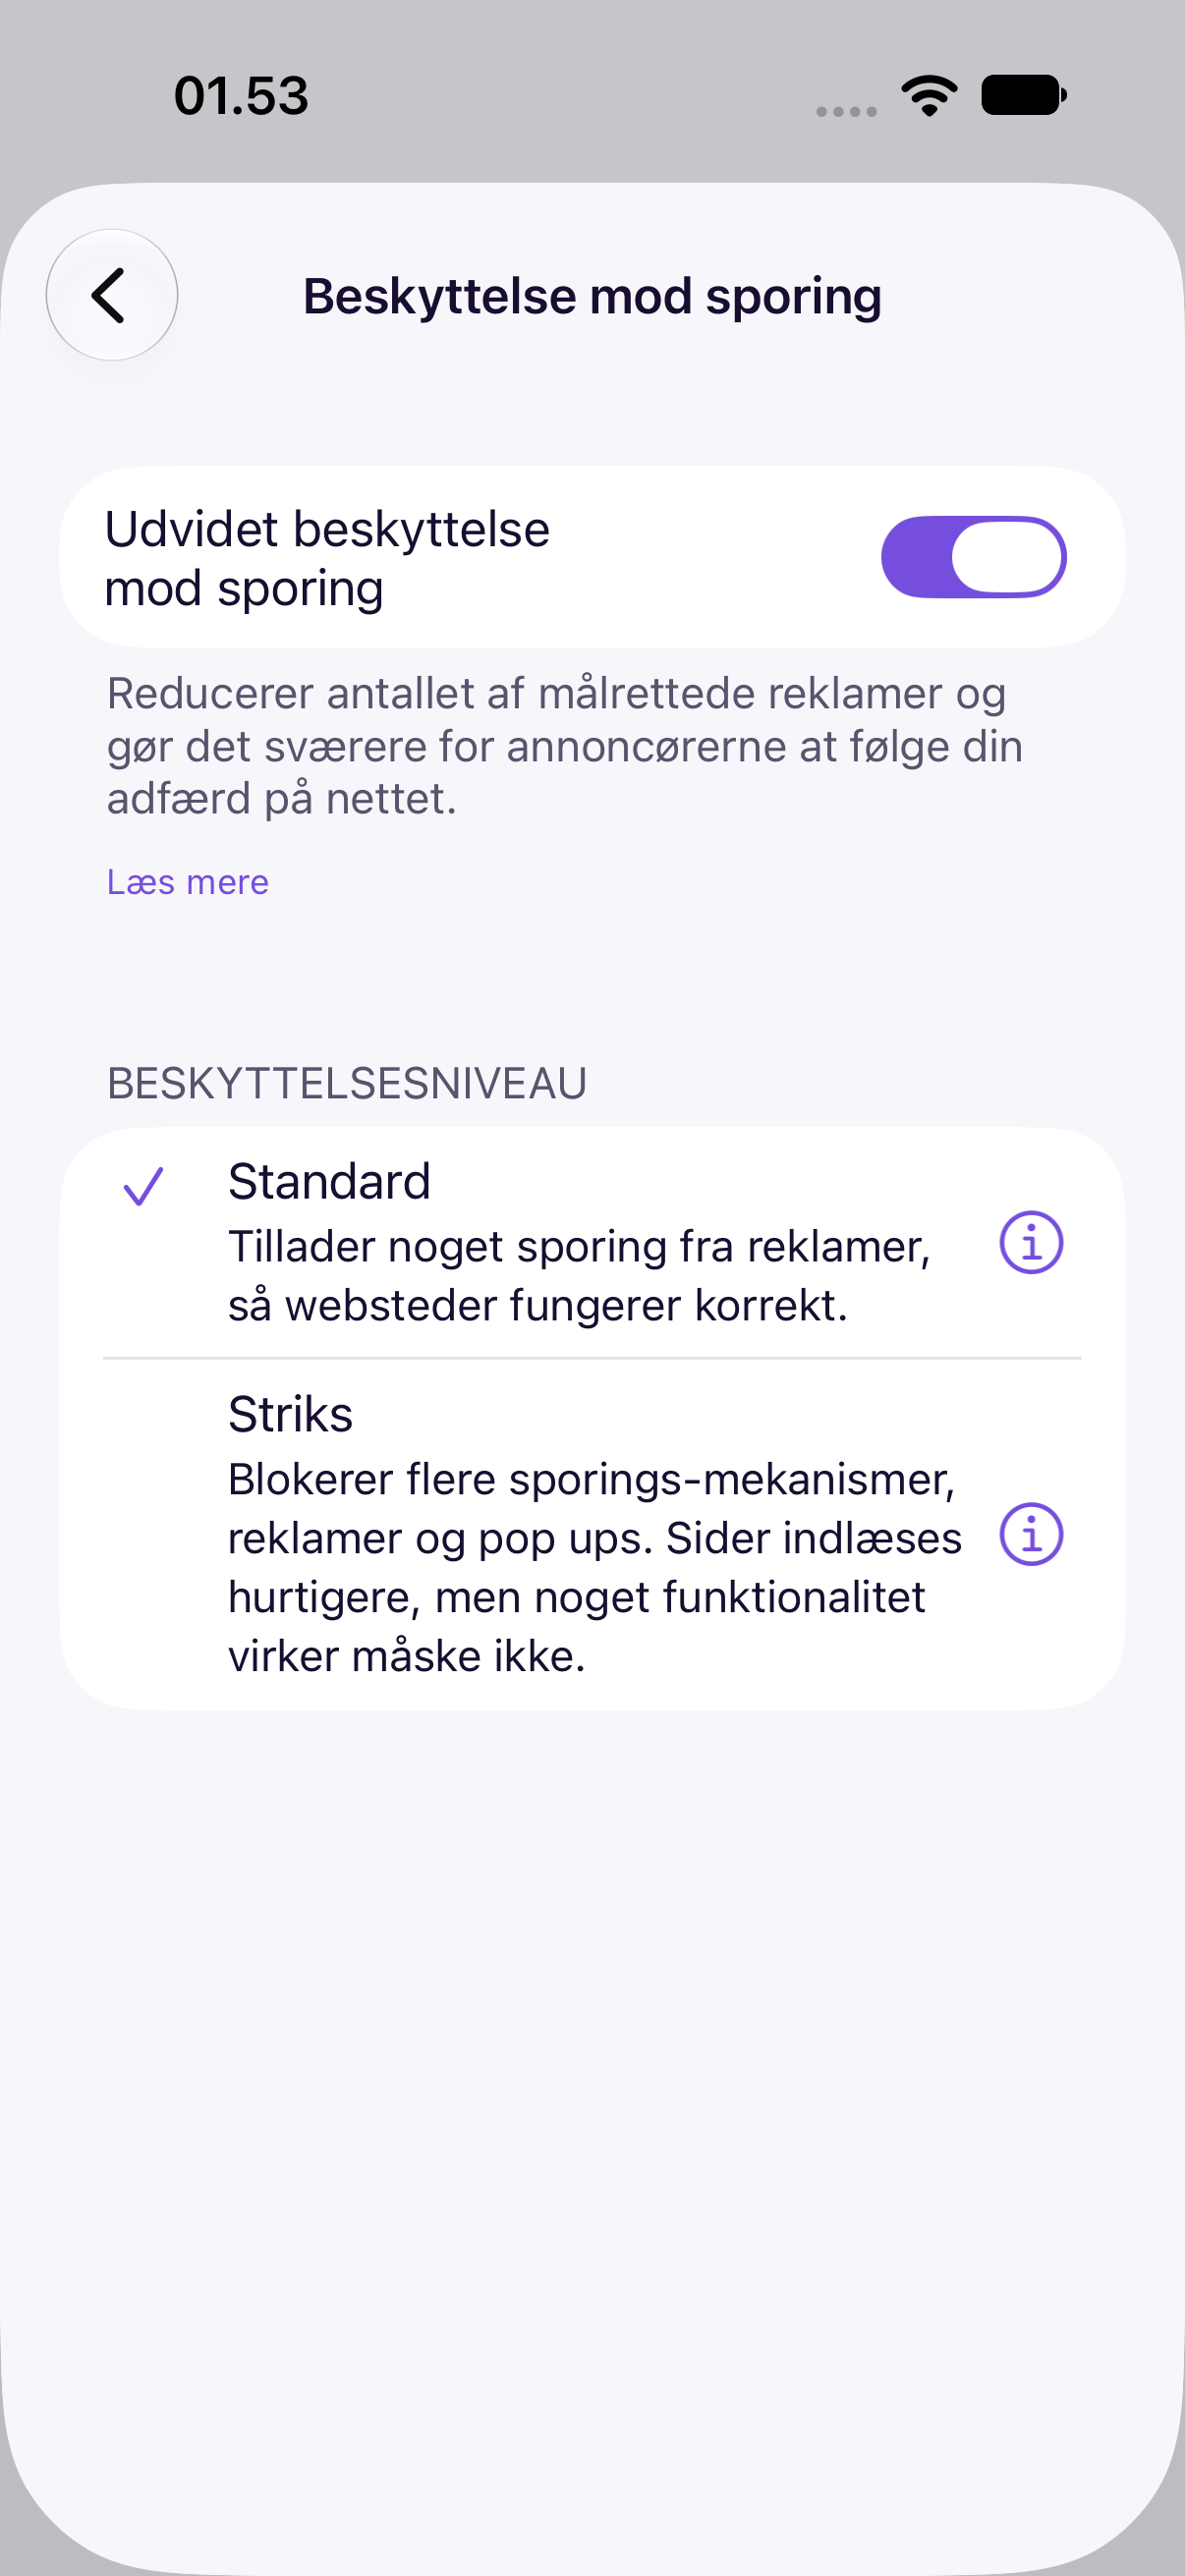 01.53
Beskyttelse mod sporing
Udvidet beskyttelse
mod sporing
Reducerer antallet af målrettede reklamer og
gør det sværere for annoncørerne at følge din
adfærd på nettet.
Læs mere
BESKYTTELSESNIVEAU
Standard
Tillader noget sporing fra reklamer,
så websteder fungerer korrekt.
Striks
Blokerer flere sporings-mekanismer,
reklamer og pop ups. Sider indlæses
hurtigere, men noget funktionalitet
virker måske ikke.